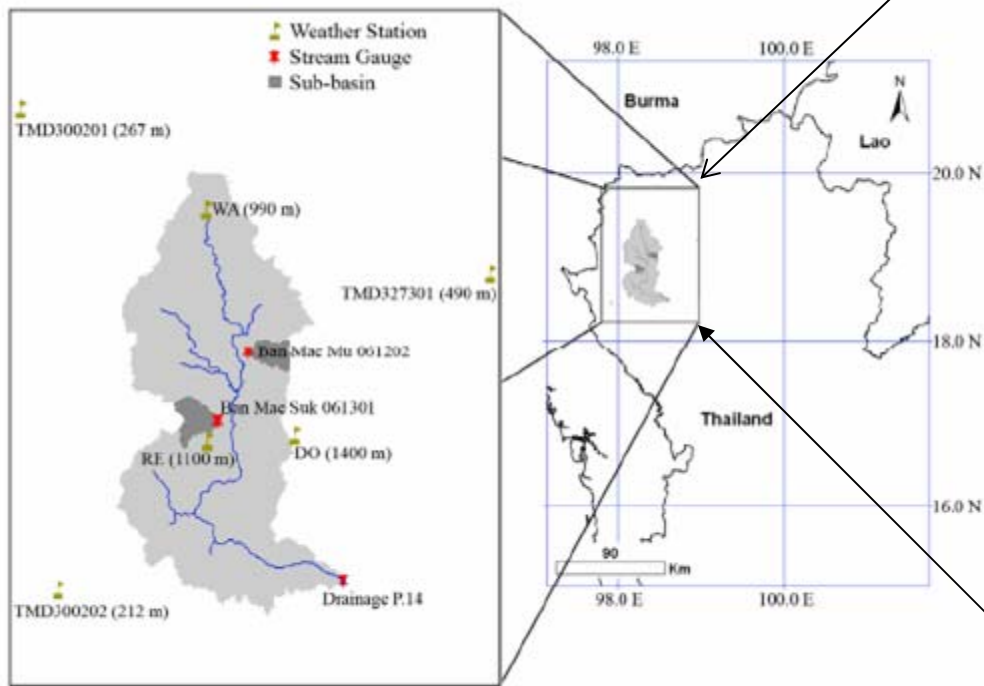 Weather Station
Stream Gauge
Sub-basin
TMD300201 (267 m)
WA (990 m)
TMD327301 (490 m)
Ban Mac Mu 061202
Ban Mae Suk 061301
RE (1100 m)
DO (1400 m)
TMD300202 (212 m)
Drainage P.14
98.0 E
100.0 E
Burma
N
Lao
20.0 N
18.0 N
Thailand
16.0 N
90
Km
98.0 E
100.0 E